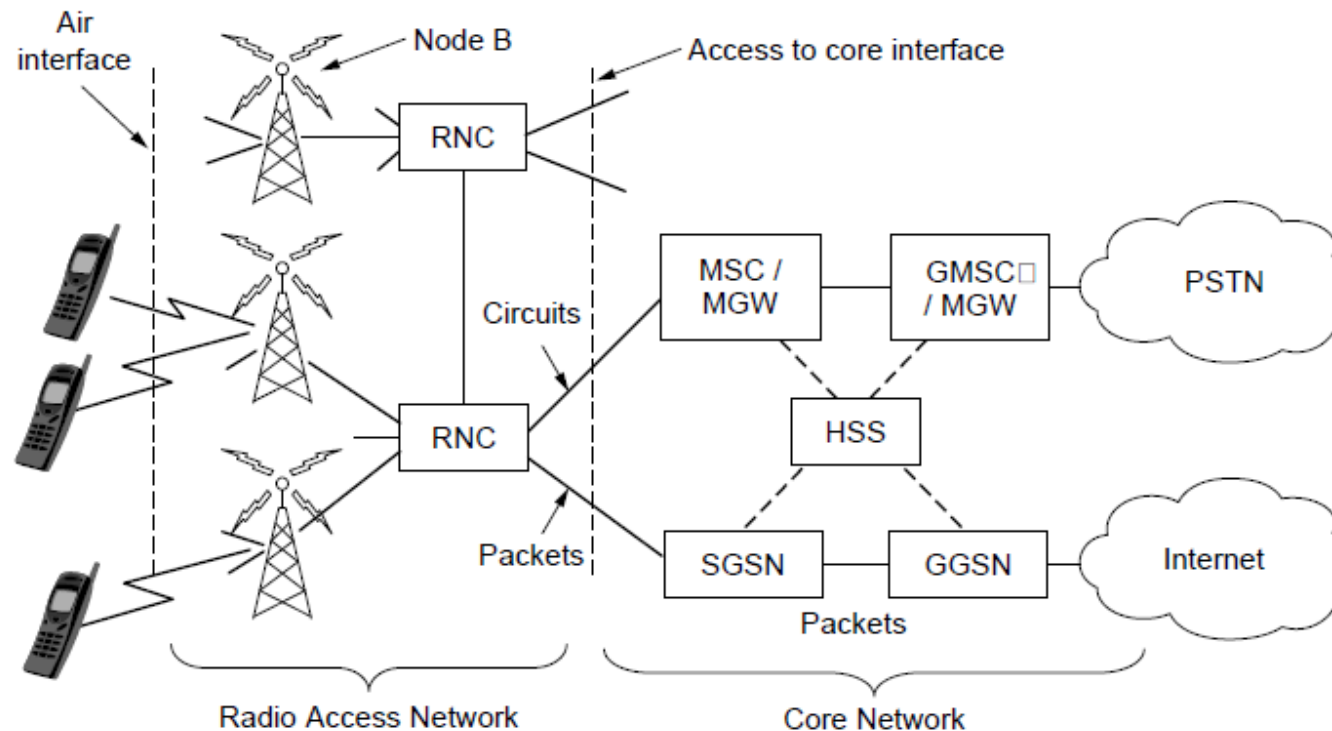 Air
interface
Node B
Access to core interface
RNC
MSC /
MGW
GMSC□
/ MGW
PSTN
Circuits
RNC
HSS
Packets
SGSN
GGSN
Internet
Packets
Radio Access Network
Core Network